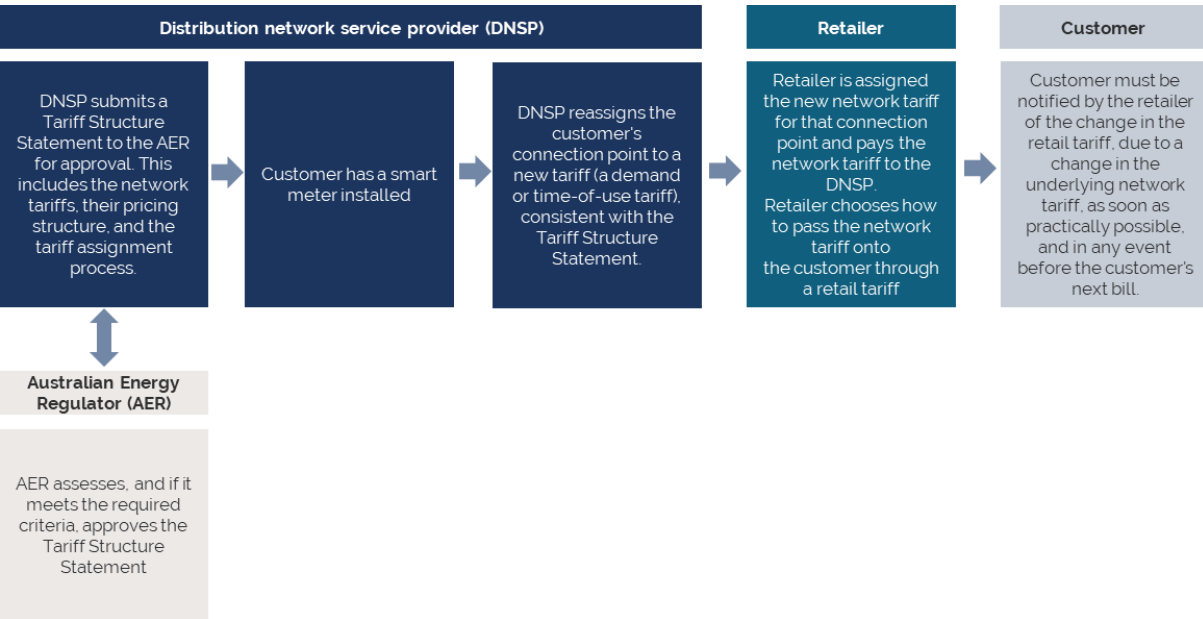 Distribution network service provider (DNSP)
DNSP submits a
Tariff Structure
Statement to the AER
for approval. This
includes the network
tariffs, their pricing
structure, and the
tariff assignment
process.
Customer has a smart
meter installed
DNSP reassigns the
customer's
connection point to a
new tariff (a demand
or time-of-use tariff),
consistent with the
Tariff Structure
Statement.
Retailer
Retailer is assigned
the new network tariff
for that connection
point and pays the
network tariff to the
DNSP.
Retailer chooses how
to pass the network
tariff onto
the customer through
a retail tariff
Customer
Customer must be
notified by the retailer
of the change in the
retail tariff, due to a
change in the
underlying network
tariff, as soon as
practically possible,
and in any event
before the customer's
next bill.
Australian Energy
Regulator (AER)
AER assesses, and if it
meets the required
criteria, approves the
Tariff Structure
Statement